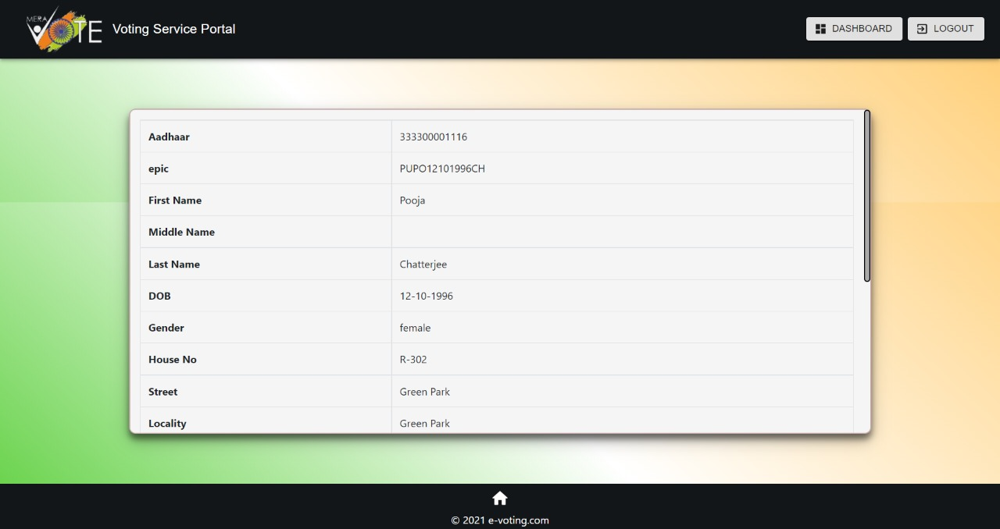 MERA
VOTE
Voting Service Portal
DASHBOARD
LOGOUT
Aadhaar 333300001116
epic PUPO12101996CH
First Name Pooja
Middle Name
Last Name Chatterjee
DOB 12-10-1996
Gender female
House No R-302
Street Green Park
Locality Green Park
© 2021 e-voting.com